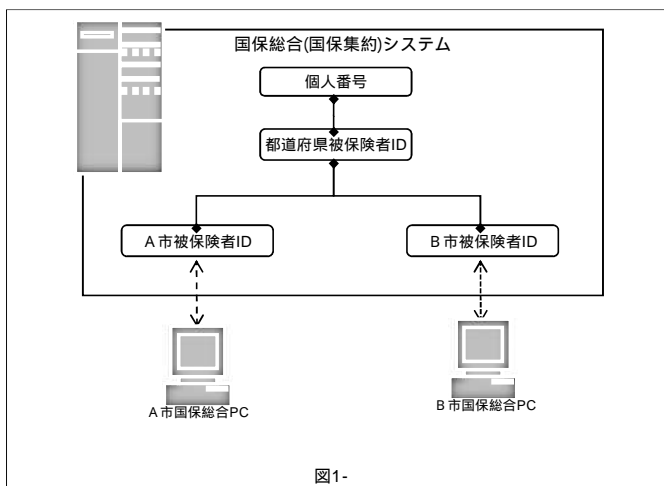 国保総合(国保集約)システム
個人番号
都道府県被保険者ID
A市被保険者ID
B市被保険者ID
A市国保総合PC
B市国保総合PC
図1-